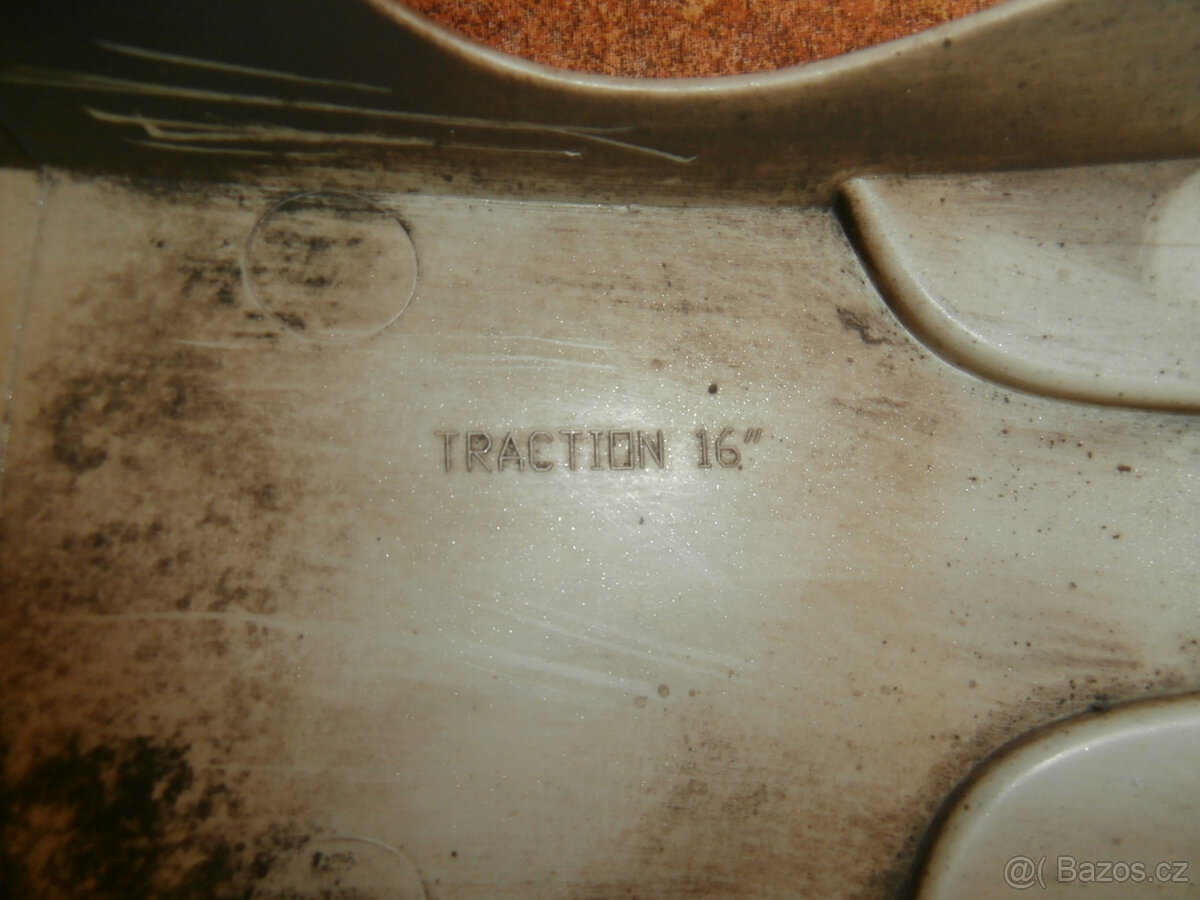 TRACTION 16"
@( Bazos.cz